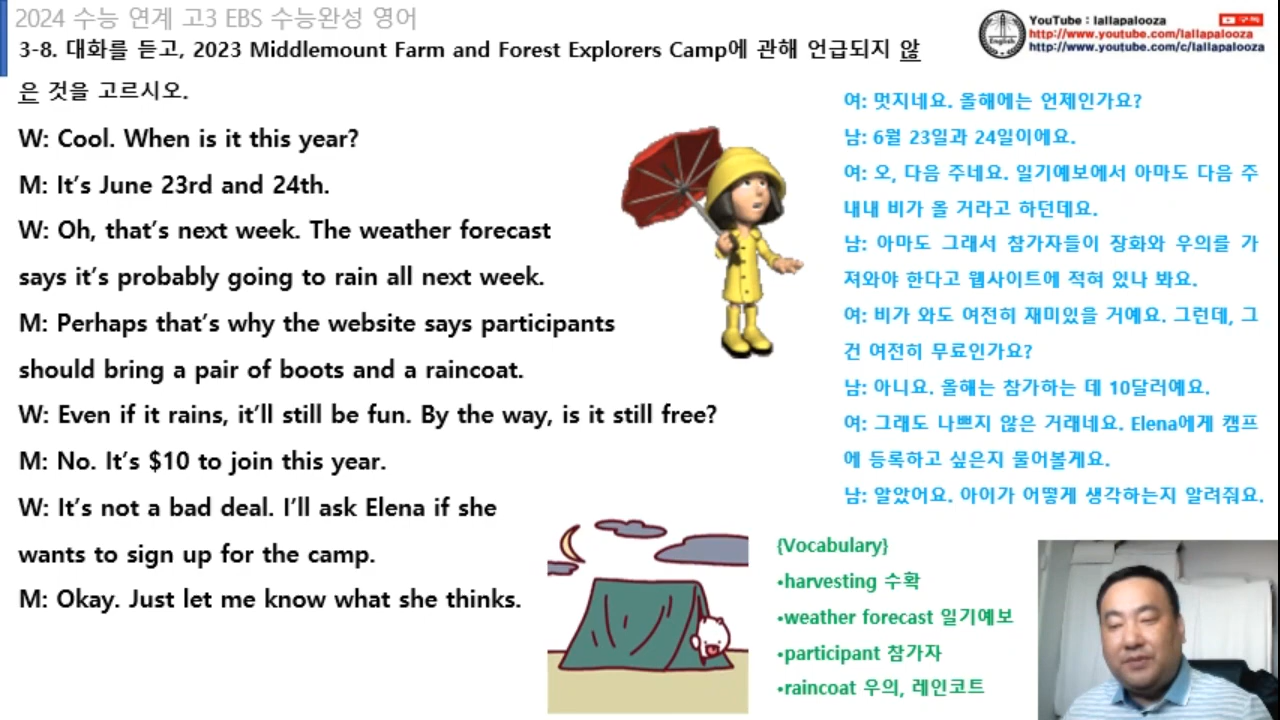 2024 수능 연계 고3 EBS 수능완성 영어
3-8. 대화를 듣고, 2023 Middlemount Farm and Forest Explorers Camp에 관해 언급되지 않
은 것을 고르시오.
YouTube : lallapalooza
구독
http://www.youtube.com/lallapalooza
http://www.youtube.com/c/lallapalooza
English
W: Cool. When is it this year?
M: It's June 23rd and 24th.
W: Oh, that's next week. The weather forecast
says it's probably going to rain all next week.
M: Perhaps that's why the website says participants
should bring a pair of boots and a raincoat.
W: Even if it rains, it'll still be fun. By the way, is it still free?
M: No. It's $10 to join this year.
W: It's not a bad deal. I'll ask Elena if she
wants to sign up for the camp.
M: Okay. Just let me know what she thinks.
여: 멋지네요. 올해에는 언제인가요?
남: 6월 23일과 24일이에요.
여: 오, 다음 주네요. 일기예보에서 아마도 다음 주
내내 비가 올 거라고 하던데요.
남: 아마도 그래서 참가자들이 장화와 우의를 가
져와야 한다고 웹사이트에 적혀 있나 봐요.
여: 비가 와도 여전히 재미있을 거예요. 그런데, 그
건 여전히 무료인가요?
남: 아니요. 올해는 참가하는 데 10달러예요.
여: 그래도 나쁘지 않은 거래네요. Elena에게 캠프
에 등록하고 싶은지 물어볼게요.
남: 알았어요. 아이가 어떻게 생각하는지 알려줘요.
{Vocabulary}
•harvesting 수확
•weather forecast 일기예보
•participant 참가자
•raincoat 우의, 레인코트